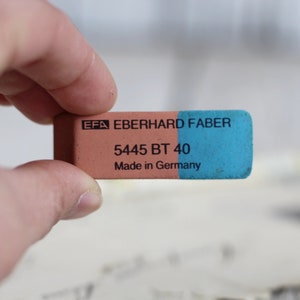 EFA EBERHARD FABER
5445 BT 40
Made in Germany